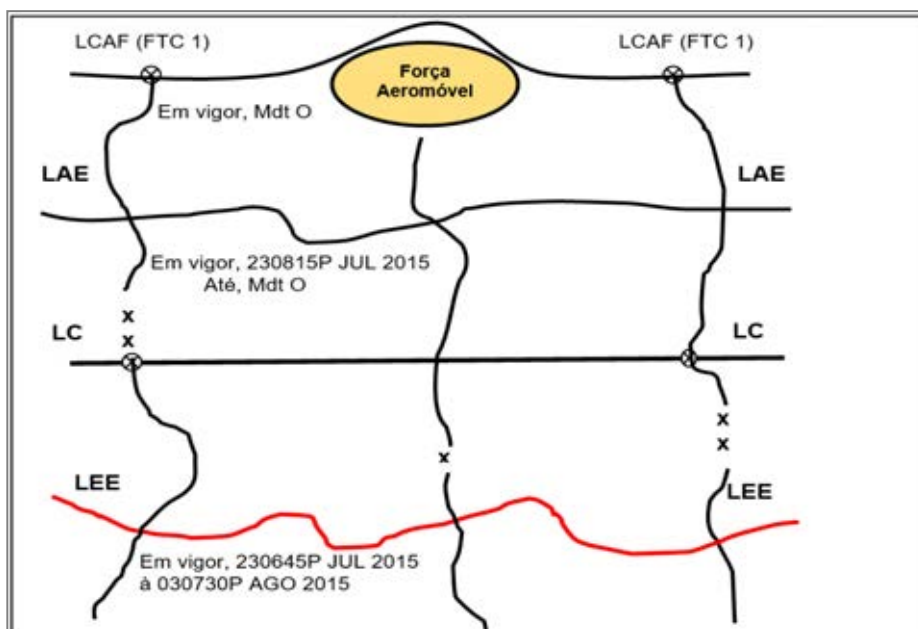 LCAF (FTC 1)
LCAF (FTC 1)
Força
Aeromóvel
Em vigor, Mdt O
LAE
LAE
Em vigor, 230815P JUL 2015
Até, Mdt O
x
x
LC
LC
x
x
x
LEE
LEE
Em vigor, 230645P JUL 2015
à 030730P AGO 2015